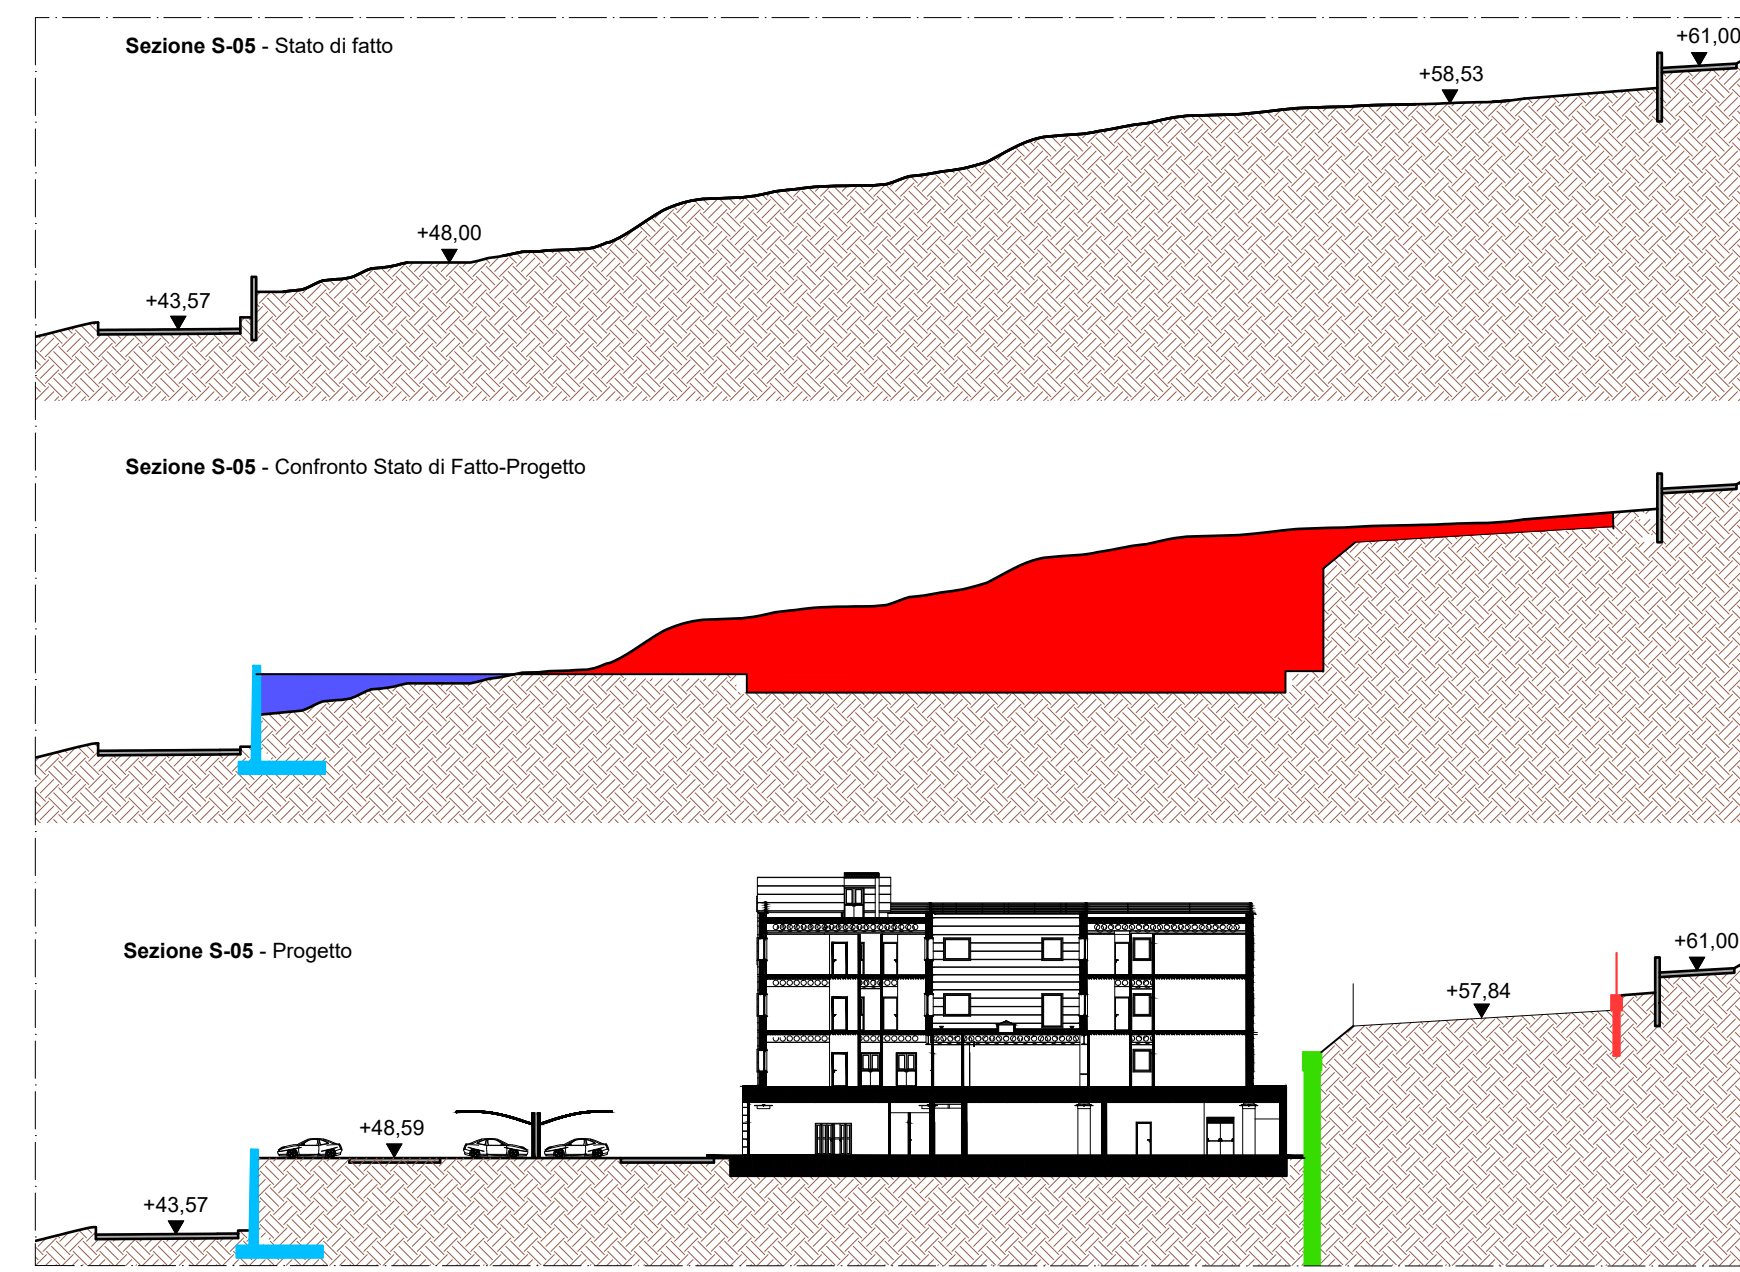 Sezione S-05 - Stato di fatto
+61,00
+58,53
+48,00
+43,57
Sezione S-05 - Confronto Stato di Fatto-Progetto
Sezione S-05 - Progetto
+61,00
+57,84
+48,59
+43,57